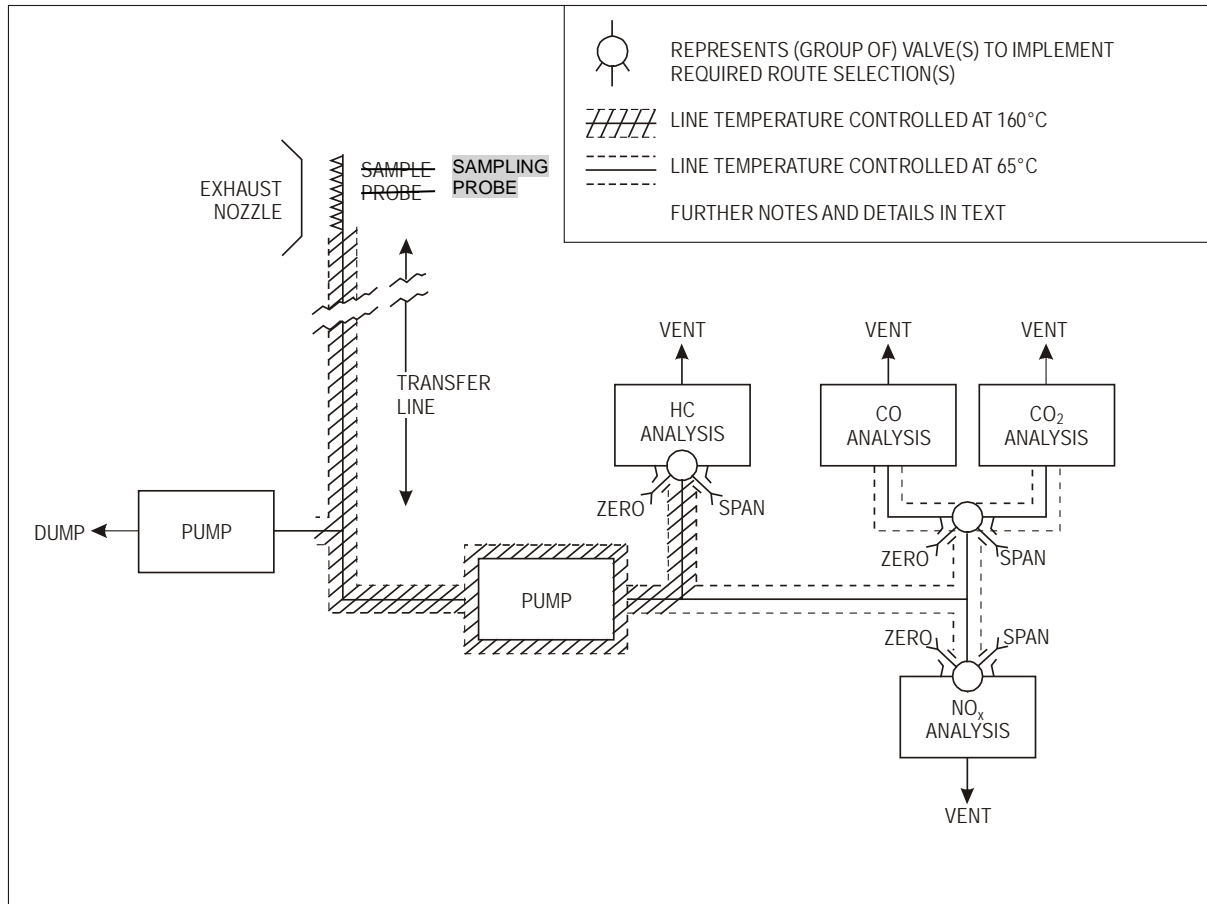 REPRESENTS (GROUP OF) VALVE(S) TO IMPLEMENT
REQUIRED ROUTE SELECTION(S)
LINE TEMPERATURE CONTROLLED AT 160°C
LINE TEMPERATURE CONTROLLED AT 65°C
FURTHER NOTES AND DETAILS IN TEXT
EXHAUST
NOZZLE
SAMPLE
PROBE
SAMPLING
PROBE
TRANSFER
LINE
VENT
VENT
VENT
HC
ANALYSIS
CO
ANALYSIS
CO₂
ANALYSIS
ZERO
SPAN
ZERO
SPAN
DUMP
PUMP
PUMP
ZERO
SPAN
NOₓ
ANALYSIS
VENT